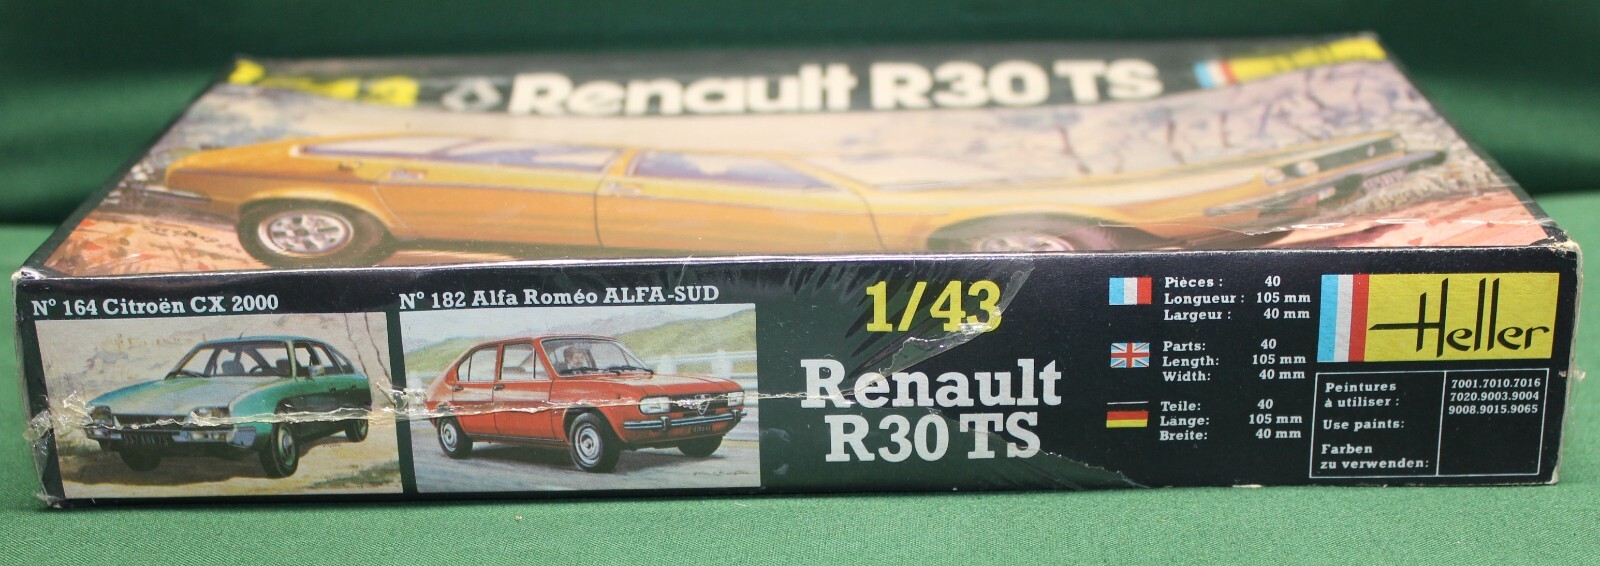 Renault R30 TS
Nº 164 Citroën CX 2000
Nº 182 Alfa Roméo ALFA-SUD
1/43
Renault
R30 TS
Pièces : 40
Longueur : 105 mm
Largeur : 40 mm
Parts: 40
Length: 105 mm
Width: 40 mm
Teile: 40
Länge: 105 mm
Breite: 40 mm
Heller
Peintures
à utiliser :
Use paints:
Farben
zu verwenden:
7001.7010.7016
7020.9003.9004
9008.9015.9065